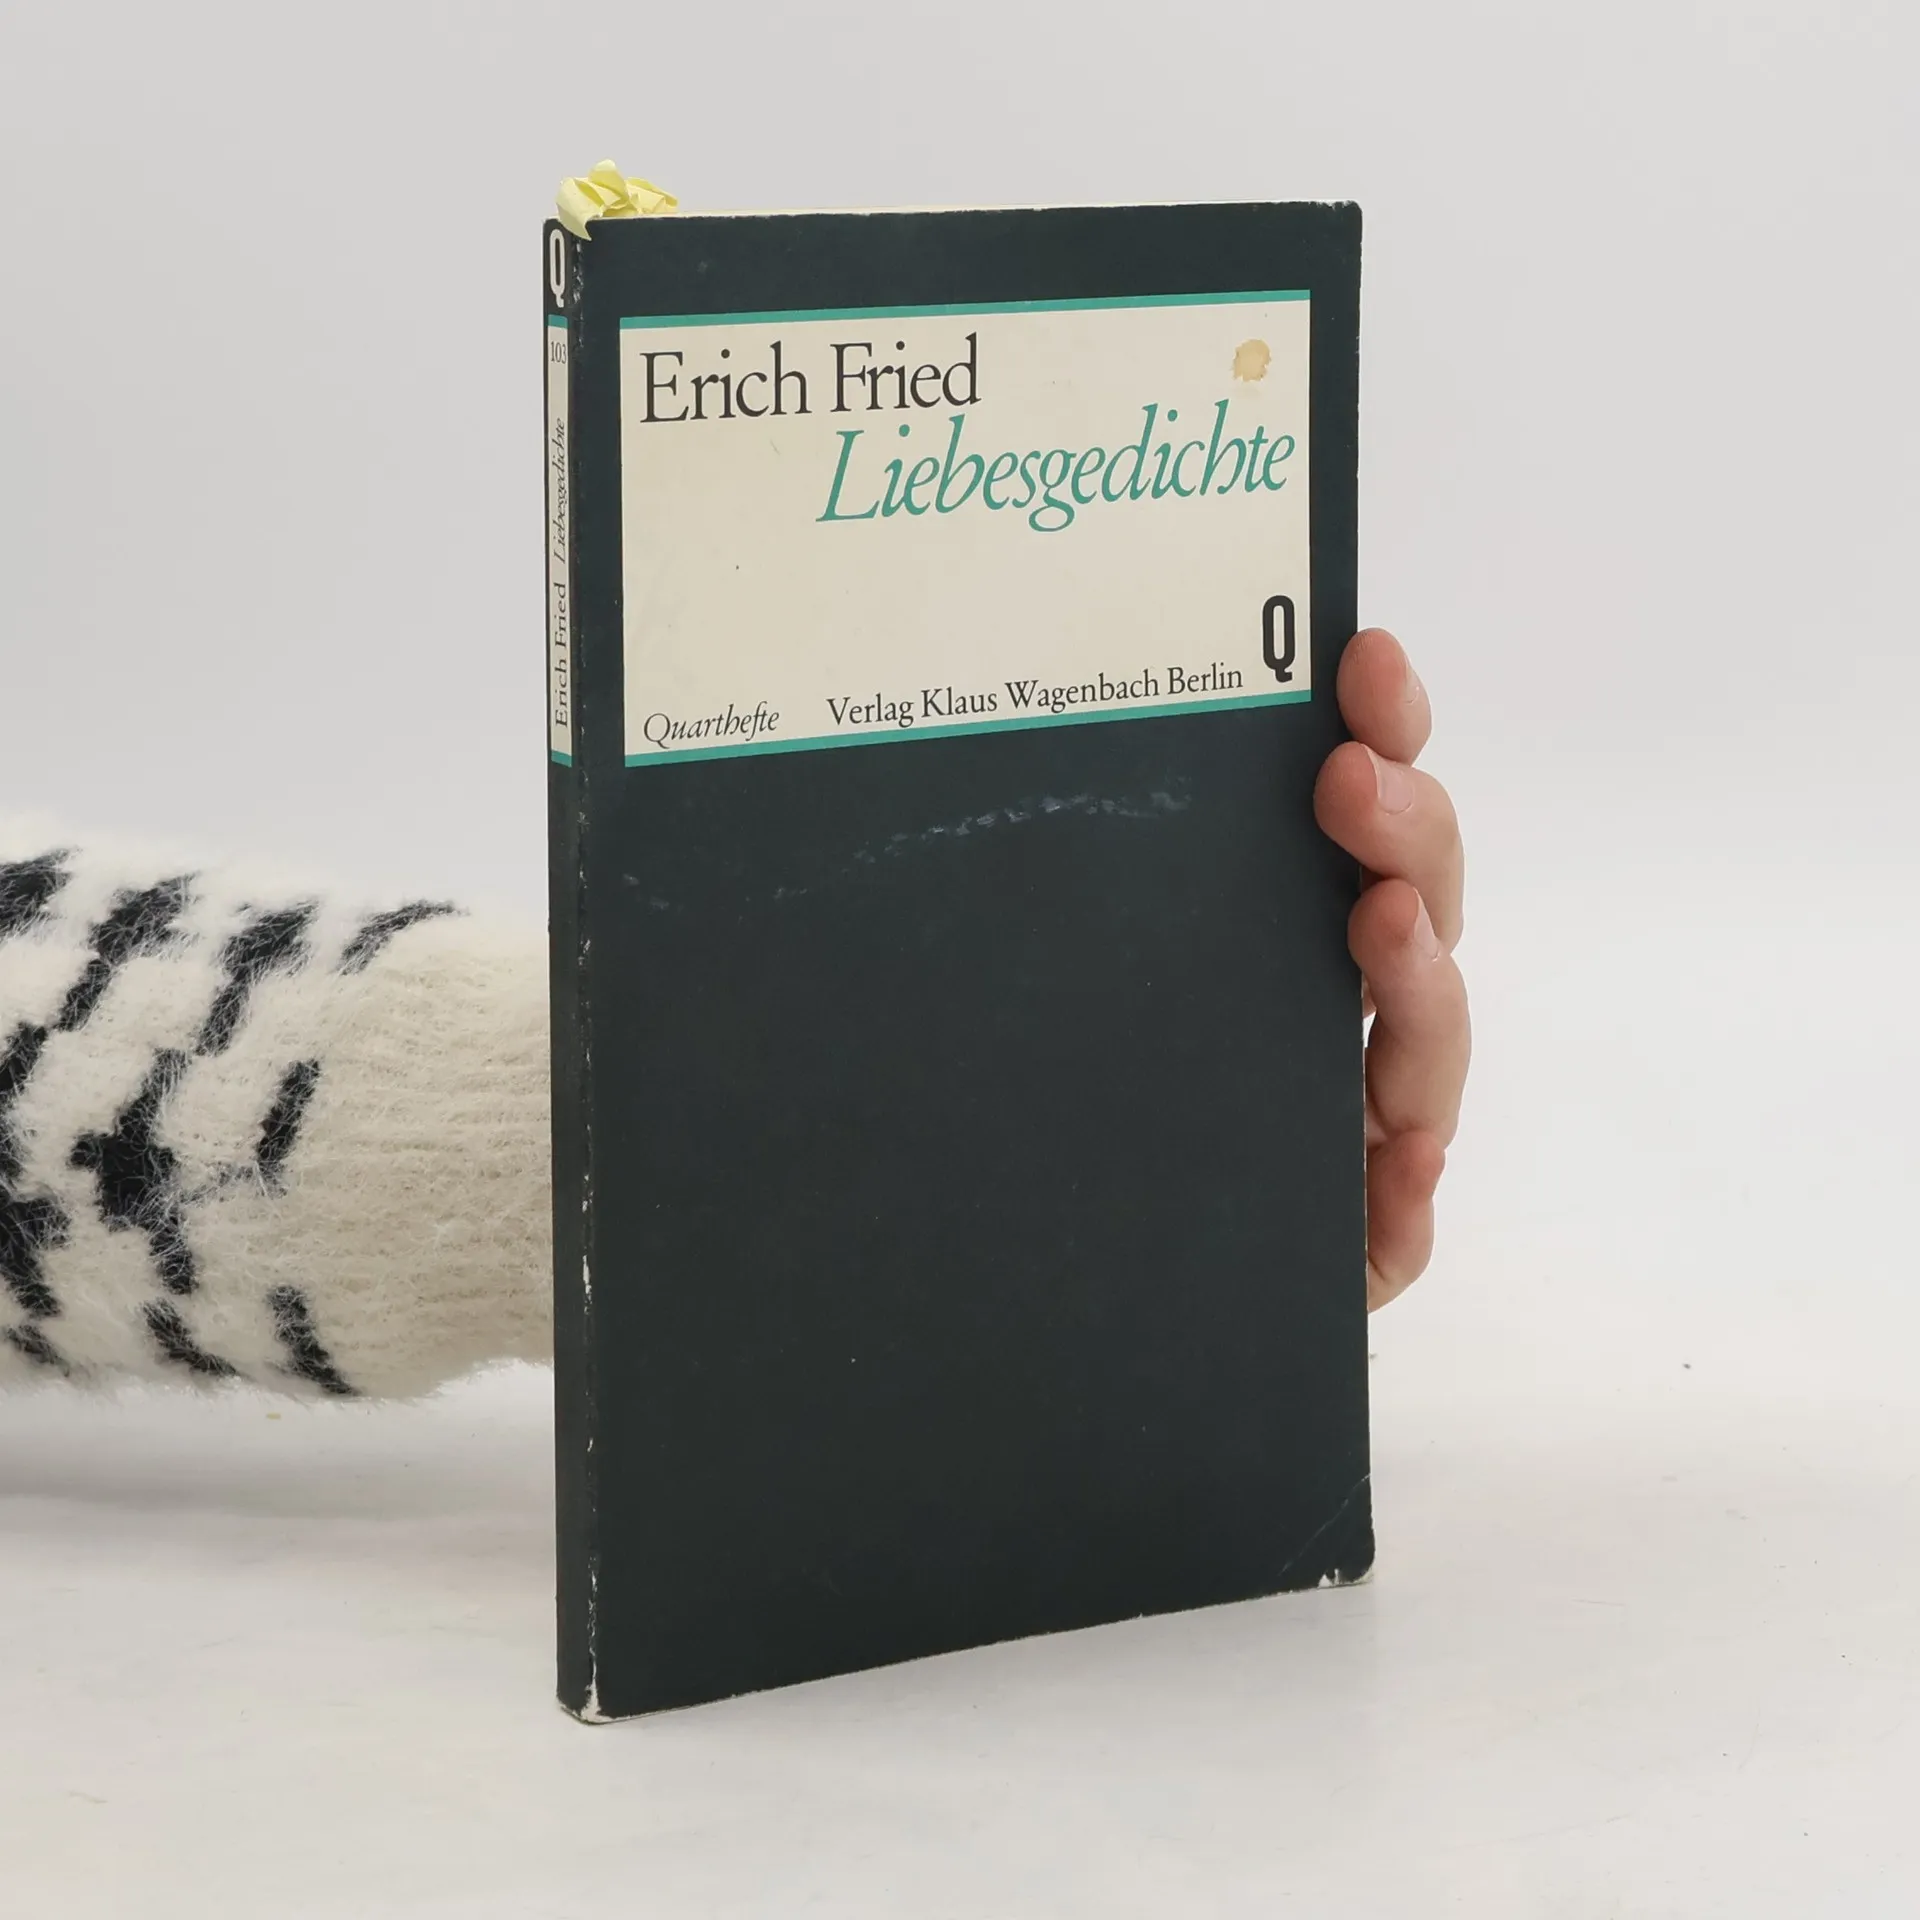 Q
103
Erich Fried Liebesgedichte
Erich Fried
Liebesgedichte
Q
Quarthefte Verlag Klaus Wagenbach Berlin